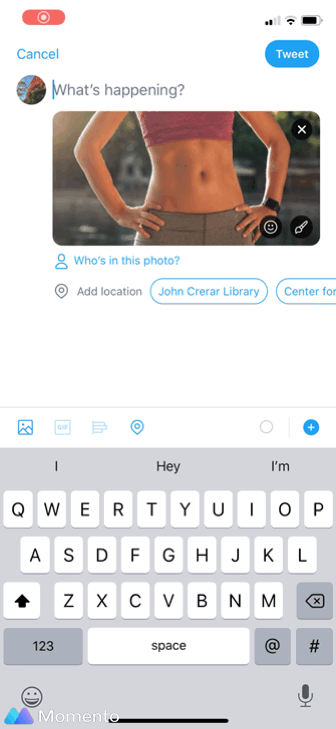 Cancel
Tweet
What's happening?
Who's in this photo?
Add location
John Crerar Library
Center for
GIF
I
Hey
I'm
Q W E R T Y U I O P
A S D F G H J K L
Z X C V B N M
123
space
@
#
Momento